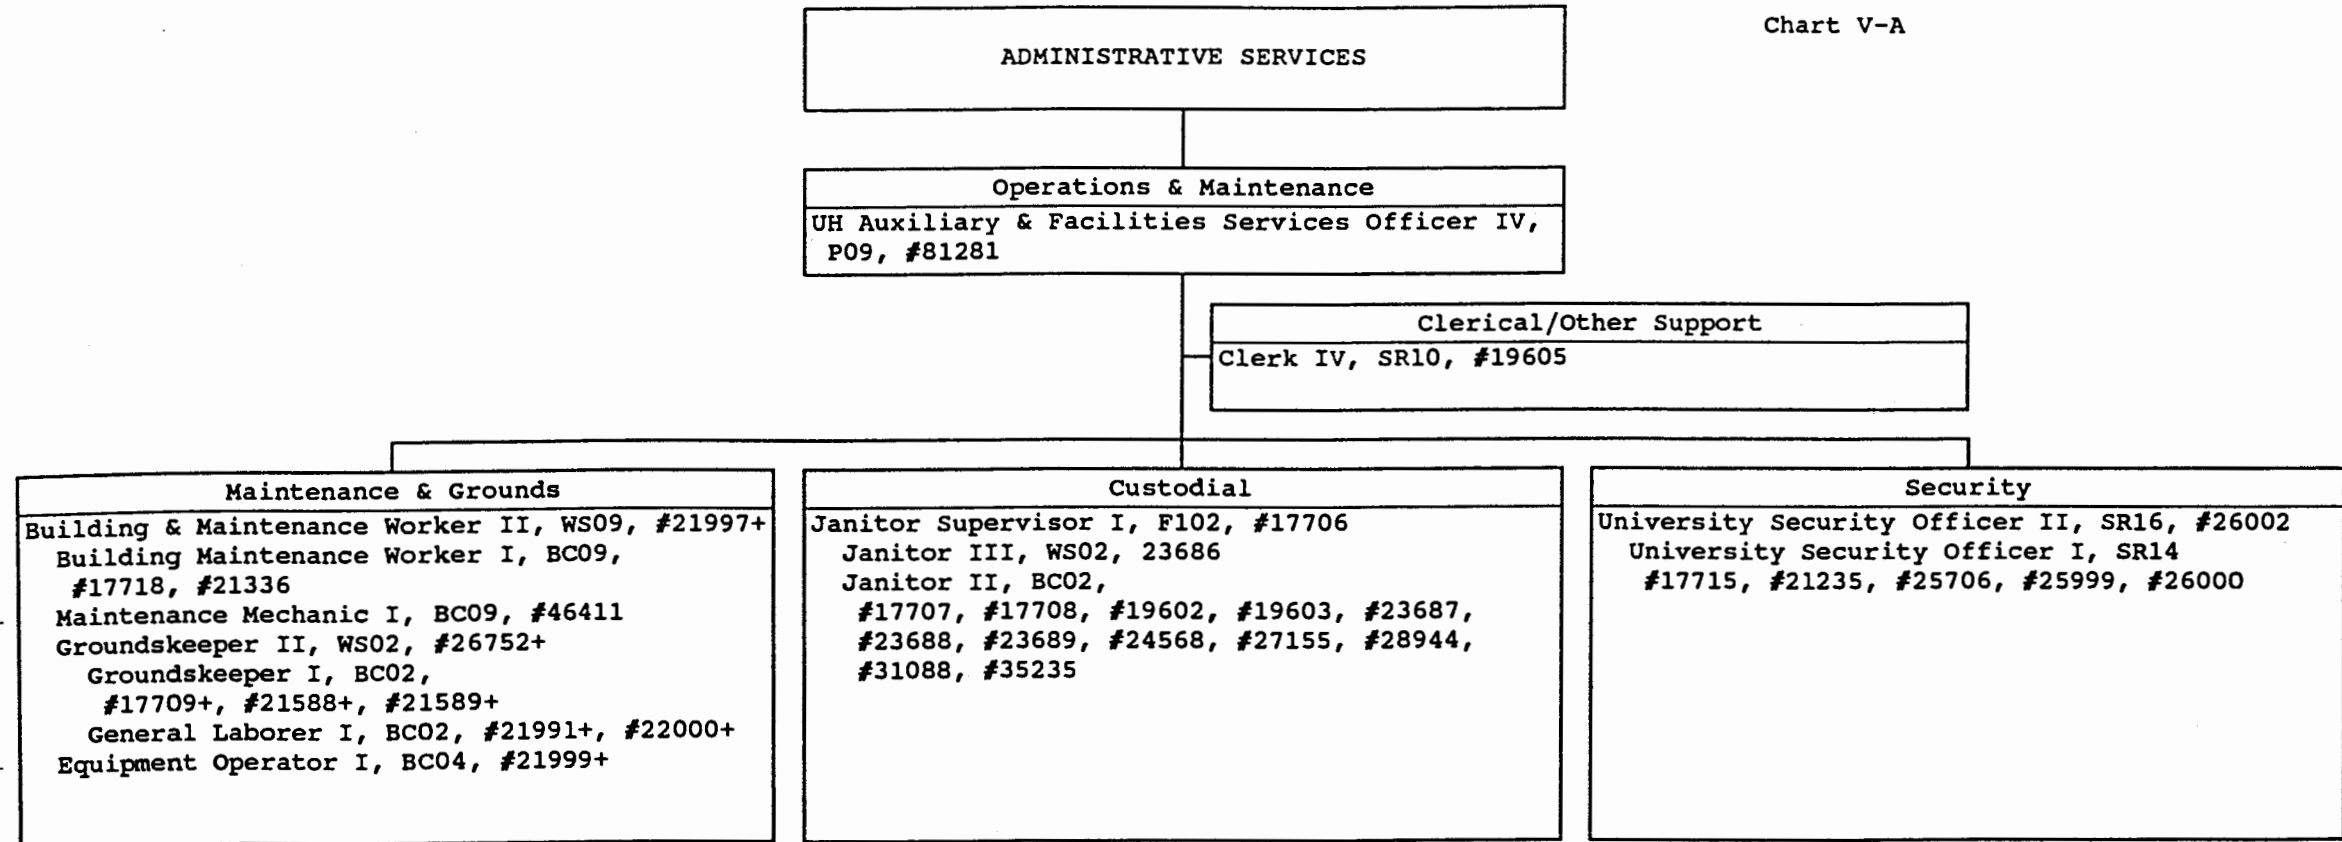 Chart V-A
ADMINISTRATIVE SERVICES
Operations & Maintenance
UH Auxiliary & Facilities Services Officer IV,
P09, #81281
Clerical/Other Support
Clerk IV, SR10, #19605
Maintenance & Grounds
Building & Maintenance Worker II, WS09, #21997+
Building Maintenance Worker I, BC09,
#17718, #21336
Maintenance Mechanic I, BC09, #46411
Groundskeeper II, WS02, #26752+
Groundskeeper I, BC02,
#17709+, #21588+, #21589+
General Laborer I, BC02, #21991+, #22000+
Equipment Operator I, BC04, #21999+
Custodial
Janitor Supervisor I, F102, #17706
Janitor III, WS02, 23686
Janitor II, BC02,
#17707, #17708, #19602, #19603, #23687,
#23688, #23689, #24568, #27155, #28944,
#31088, #35235
Security
University Security Officer II, SR16, #26002
University Security Officer I, SR14
#17715, #21235, #25706, #25999, #26000